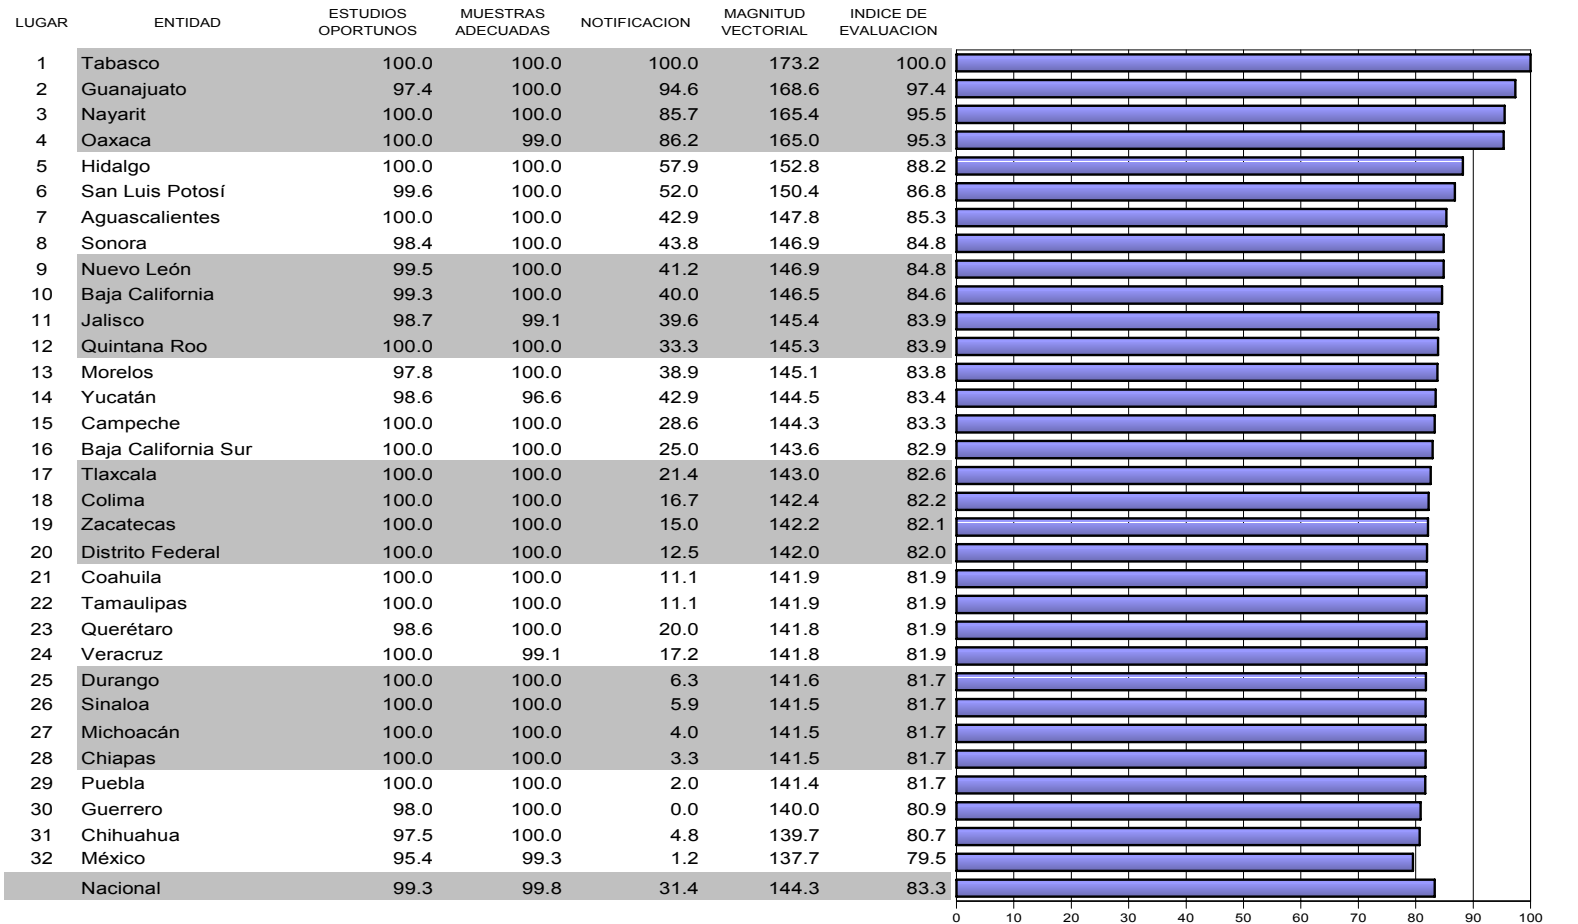 LUGAR ENTIDAD ESTUDIOS OPORTUNOS MUESTRAS ADECUADAS NOTIFICACION MAGNITUD VECTORIAL INDICE DE EVALUACION
1 Tabasco 100.0 100.0 100.0 173.2 100.0
2 Guanajuato 97.4 100.0 94.6 168.6 97.4
3 Nayarit 100.0 100.0 85.7 165.4 95.5
4 Oaxaca 100.0 99.0 86.2 165.0 95.3
5 Hidalgo 100.0 100.0 57.9 152.8 88.2
6 San Luis Potosí 99.6 100.0 52.0 150.4 86.8
7 Aguascalientes 100.0 100.0 42.9 147.8 85.3
8 Sonora 98.4 100.0 43.8 146.9 84.8
9 Nuevo León 99.5 100.0 41.2 146.9 84.8
10 Baja California 99.3 100.0 40.0 146.5 84.6
11 Jalisco 98.7 99.1 39.6 145.4 83.9
12 Quintana Roo 100.0 100.0 33.3 145.3 83.9
13 Morelos 97.8 100.0 38.9 145.1 83.8
14 Yucatán 98.6 96.6 42.9 144.5 83.4
15 Campeche 100.0 100.0 28.6 144.3 83.3
16 Baja California Sur 100.0 100.0 25.0 143.6 82.9
17 Tlaxcala 100.0 100.0 21.4 143.0 82.6
18 Colima 100.0 100.0 16.7 142.4 82.2
19 Zacatecas 100.0 100.0 15.0 142.2 82.1
20 Distrito Federal 100.0 100.0 12.5 142.0 82.0
21 Coahuila 100.0 100.0 11.1 141.9 81.9
22 Tamaulipas 100.0 100.0 11.1 141.9 81.9
23 Querétaro 98.6 100.0 20.0 141.8 81.9
24 Veracruz 100.0 99.1 17.2 141.8 81.9
25 Durango 100.0 100.0 6.3 141.6 81.7
26 Sinaloa 100.0 100.0 5.9 141.5 81.7
27 Michoacán 100.0 100.0 4.0 141.5 81.7
28 Chiapas 100.0 100.0 3.3 141.5 81.7
29 Puebla 100.0 100.0 2.0 141.4 81.7
30 Guerrero 98.0 100.0 0.0 140.0 80.9
31 Chihuahua 97.5 100.0 4.8 139.7 80.7
32 México 95.4 99.3 1.2 137.7 79.5
Nacional 99.3 99.8 31.4 144.3 83.3
0 10 20 30 40 50 60 70 80 90 100